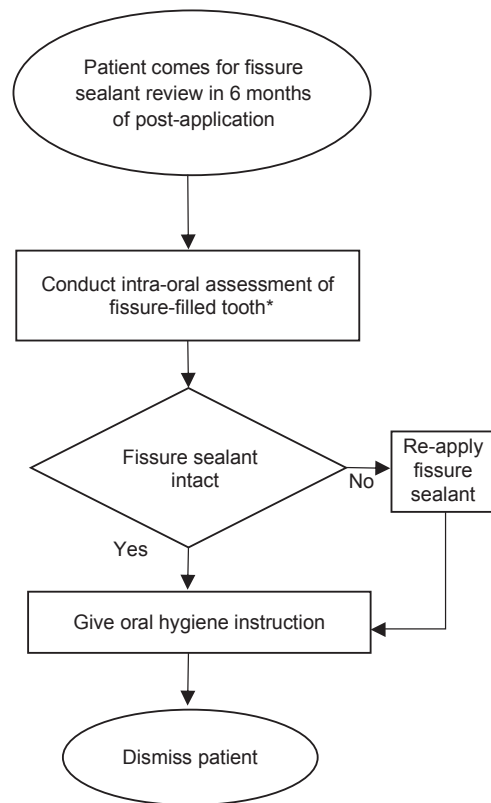 Patient comes for fissure
sealant review in 6 months
of post-application
Conduct intra-oral assessment of
fissure-filled tooth*
Fissure sealant
intact
No
Re-apply
fissure
sealant
Yes
Give oral hygiene instruction
Dismiss patient